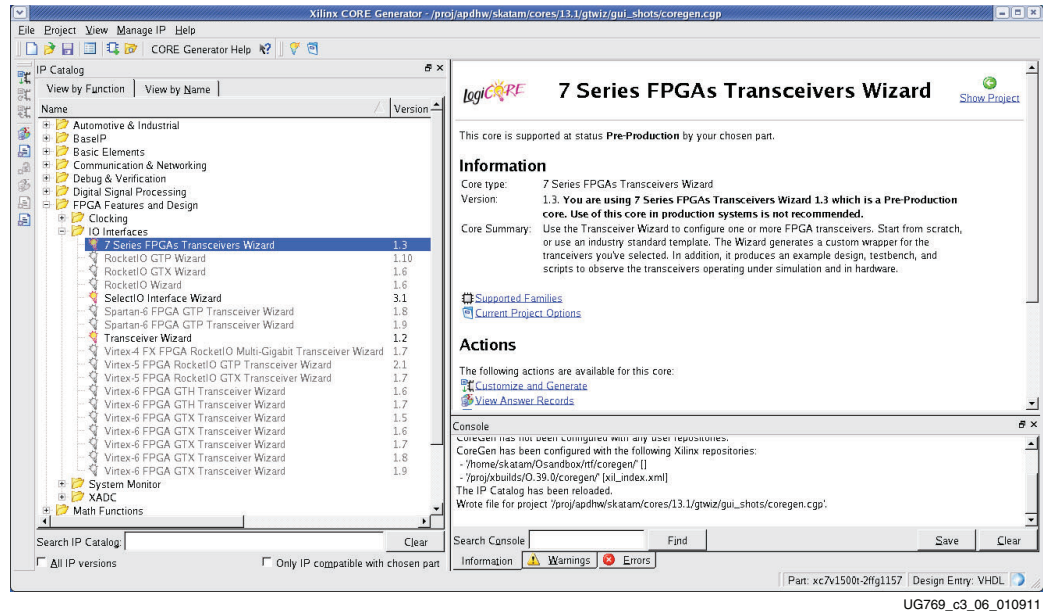 Xilinx CORE Generator - /proj/apdhw/skatam/cores/13.1/gtwiz/gui_shots/coregen.cgp
File Project View Manage IP Help
CORE Generator Help
IP Catalog
View by Function View by Name
Name Version
Automotive & Industrial
BaseIP
Basic Elements
Communication & Networking
Debug & Verification
Digital Signal Processing
FPGA Features and Design
Clocking
IO Interfaces
7 Series FPGAs Transceivers Wizard 1.3
RocketIO GTP Wizard 1.10
RocketIO GTX Wizard 1.6
RocketIO Wizard 1.6
SelectIO Interface Wizard 3.1
Spartan-6 FPGA GTP Transceiver Wizard 1.8
Spartan-6 FPGA GTP Transceiver Wizard 1.9
Transceiver Wizard 1.2
Virtex-4 FX FPGA RocketIO Multi-Gigabit Transceiver Wizard 1.7
Virtex-5 FPGA RocketIO GTP Transceiver Wizard 2.1
Virtex-5 FPGA RocketIO GTX Transceiver Wizard 1.7
Virtex-6 FPGA GTH Transceiver Wizard 1.6
Virtex-6 FPGA GTH Transceiver Wizard 1.7
Virtex-6 FPGA GTX Transceiver Wizard 1.5
Virtex-6 FPGA GTX Transceiver Wizard 1.6
Virtex-6 FPGA GTX Transceiver Wizard 1.7
Virtex-6 FPGA GTX Transceiver Wizard 1.8
Virtex-6 FPGA GTX Transceiver Wizard 1.9
System Monitor
XADC
Math Functions
Search IP Catalog: Clear
All IP versions Only IP compatible with chosen part
logiCORE 7 Series FPGAs Transceivers Wizard Show Project
This core is supported at status Pre-Production by your chosen part.
Information
Core type: 7 Series FPGAs Transceivers Wizard
Version: 1.3. You are using 7 Series FPGAs Transceivers Wizard 1.3 which is a Pre-Production
core. Use of this core in production systems is not recommended.
Core Summary: Use the Transceiver Wizard to configure one or more FPGA transceivers. Start from scratch,
or use an industry standard template. The Wizard generates a custom wrapper for the
tranceivers you've selected. In addition, it produces an example design, testbench, and
scripts to observe the transceivers operating under simulation and in hardware.
Supported Families
Current Project Options
Actions
The following actions are available for this core:
Customize and Generate
View Answer Records
Console
CoreGen has not been configured with any user repositories.
CoreGen has been configured with the following Xilinx repositories:
- '/home/skatam/Osandbox/rtf/coregen/' []
- '/proj/xbuilds/O.39.0/coregen/' [xil_index.xml]
The IP Catalog has been reloaded.
Wrote file for project '/proj/apdhw/skatam/cores/13.1/gtwiz/gui_shots/coregen.cgp'.
Search Console Find Save Clear
Information Warnings Errors
Part: xc7v1500t-2ffg1157 Design Entry: VHDL
UG769_c3_06_010911